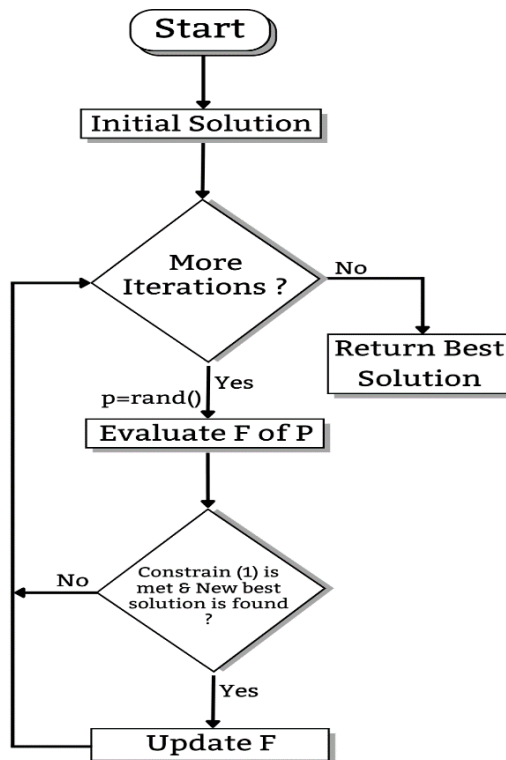 Start
Initial Solution
More
Iterations ?
No
Return Best
Solution
Yes
p=rand()
Evaluate F of P
Constrain (1) is
met & New best
solution is found
?
No
Yes
Update F